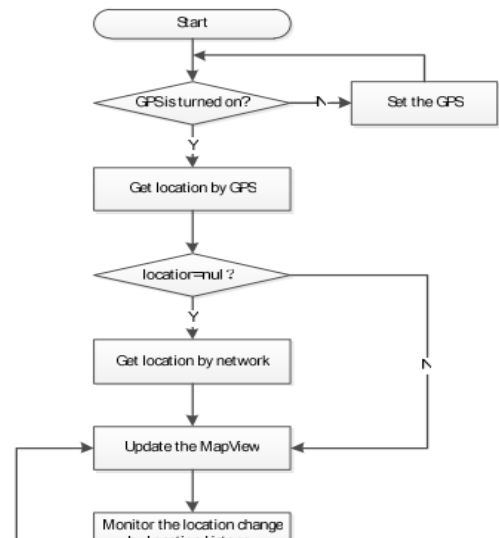 Start
GPS is turned on?
N
Set the GPS
Y
Get location by GPS
location=nul ?
Y
Get location by network
N
Update the MapView
Monitor the location change